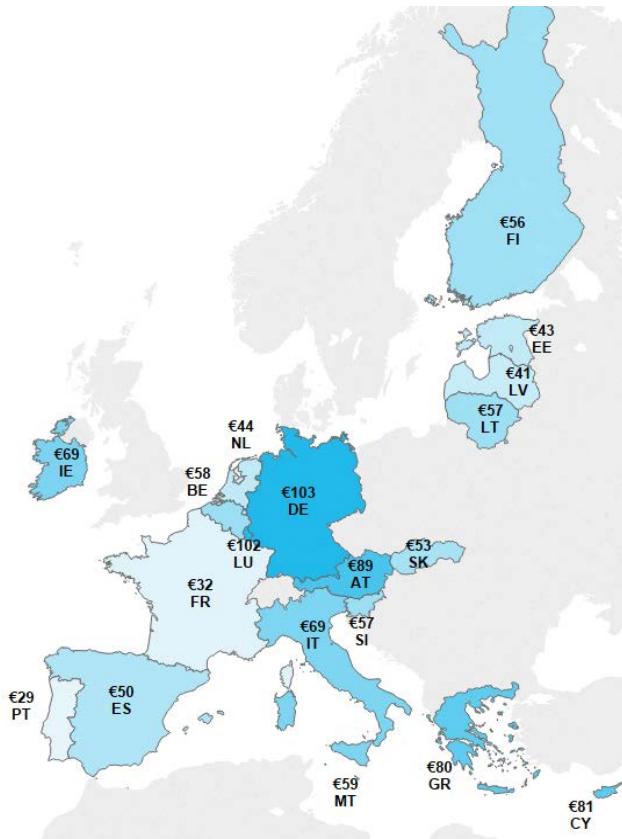 €56
FI
€43
EE
€41
LV
€57
LT
€44
NL
€69
IE
€58
BE
€103
DE
€102
LU
€53
SK
€89
AT
€32
FR
€57
SI
€69
IT
€29
PT
€50
ES
€80
GR
€59
MT
€81
CY